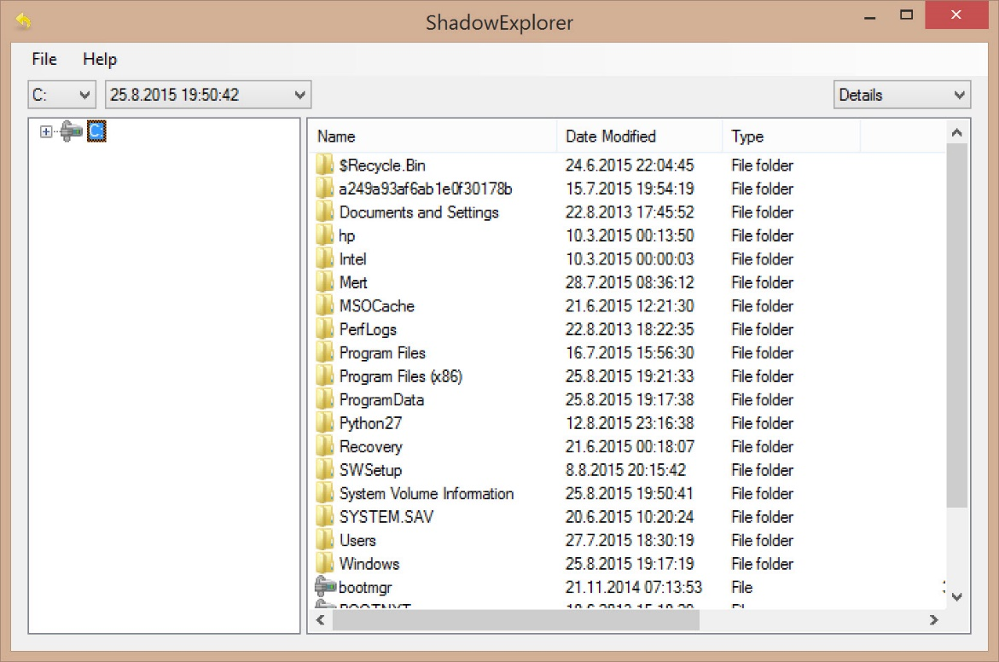 ShadowExplorer
File Help
C: 25.8.2015 19:50:42 Details
C:
Name Date Modified Type
$Recycle.Bin 24.6.2015 22:04:45 File folder
a249a93af6ab1e0f30178b 15.7.2015 19:54:19 File folder
Documents and Settings 22.8.2013 17:45:52 File folder
hp 10.3.2015 00:13:50 File folder
Intel 10.3.2015 00:00:03 File folder
Mert 28.7.2015 08:36:12 File folder
MSOCache 21.6.2015 12:21:30 File folder
PerfLogs 22.8.2013 18:22:35 File folder
Program Files 16.7.2015 15:56:30 File folder
Program Files (x86) 25.8.2015 19:21:33 File folder
ProgramData 25.8.2015 19:17:38 File folder
Python27 12.8.2015 23:16:38 File folder
Recovery 21.6.2015 00:18:07 File folder
SWSetup 8.8.2015 20:15:42 File folder
System Volume Information 25.8.2015 19:50:41 File folder
SYSTEM.SAV 20.6.2015 10:20:24 File folder
Users 27.7.2015 18:30:19 File folder
Windows 25.8.2015 19:17:19 File folder
bootmgr 21.11.2014 07:13:53 File